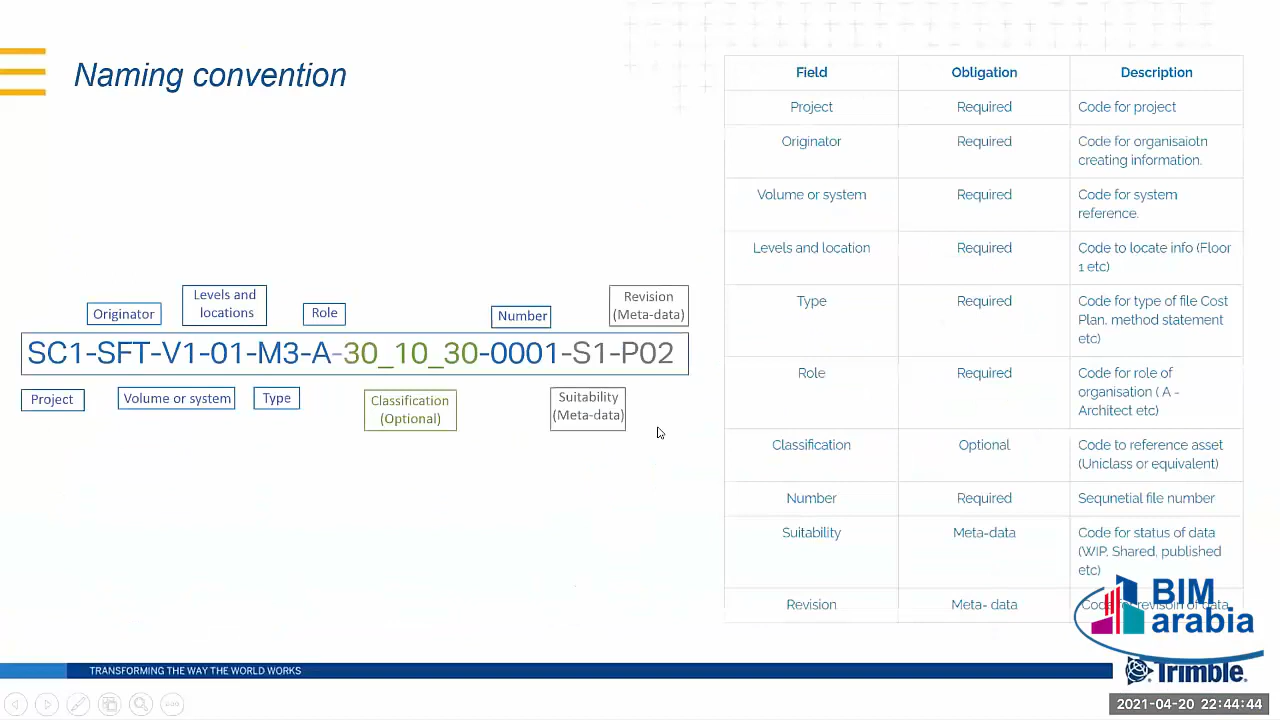 Naming convention
Originator
Levels and
locations
Role
Number
Revision
(Meta-data)
SC1-SFT-V1-01-M3-A-30_10_30-0001-S1-P02
Project
Volume or system
Type
Classification
(Optional)
Suitability
(Meta-data)
Field Obligation Description
Project Required Code for project
Originator Required Code for organisaiotn
creating information.
Volume or system Required Code for system
reference.
Levels and location Required Code to locate info (Floor
1 etc)
Type Required Code for type of file Cost
Plan, method statement
etc)
Role Required Code for role of
organisation ( A -
Architect etc)
Classification Optional Code to reference asset
(Uniclass or equivalent)
Number Required Sequnetial file number
Suitability Meta-data Code for status of data
(WIP, Shared, published
etc)
Revision Meta- data Code for revisoin of data
BIM
arabia
TRANSFORMING THE WAY THE WORLD WORKS
Trimble.
2021-04-20 22:44:44